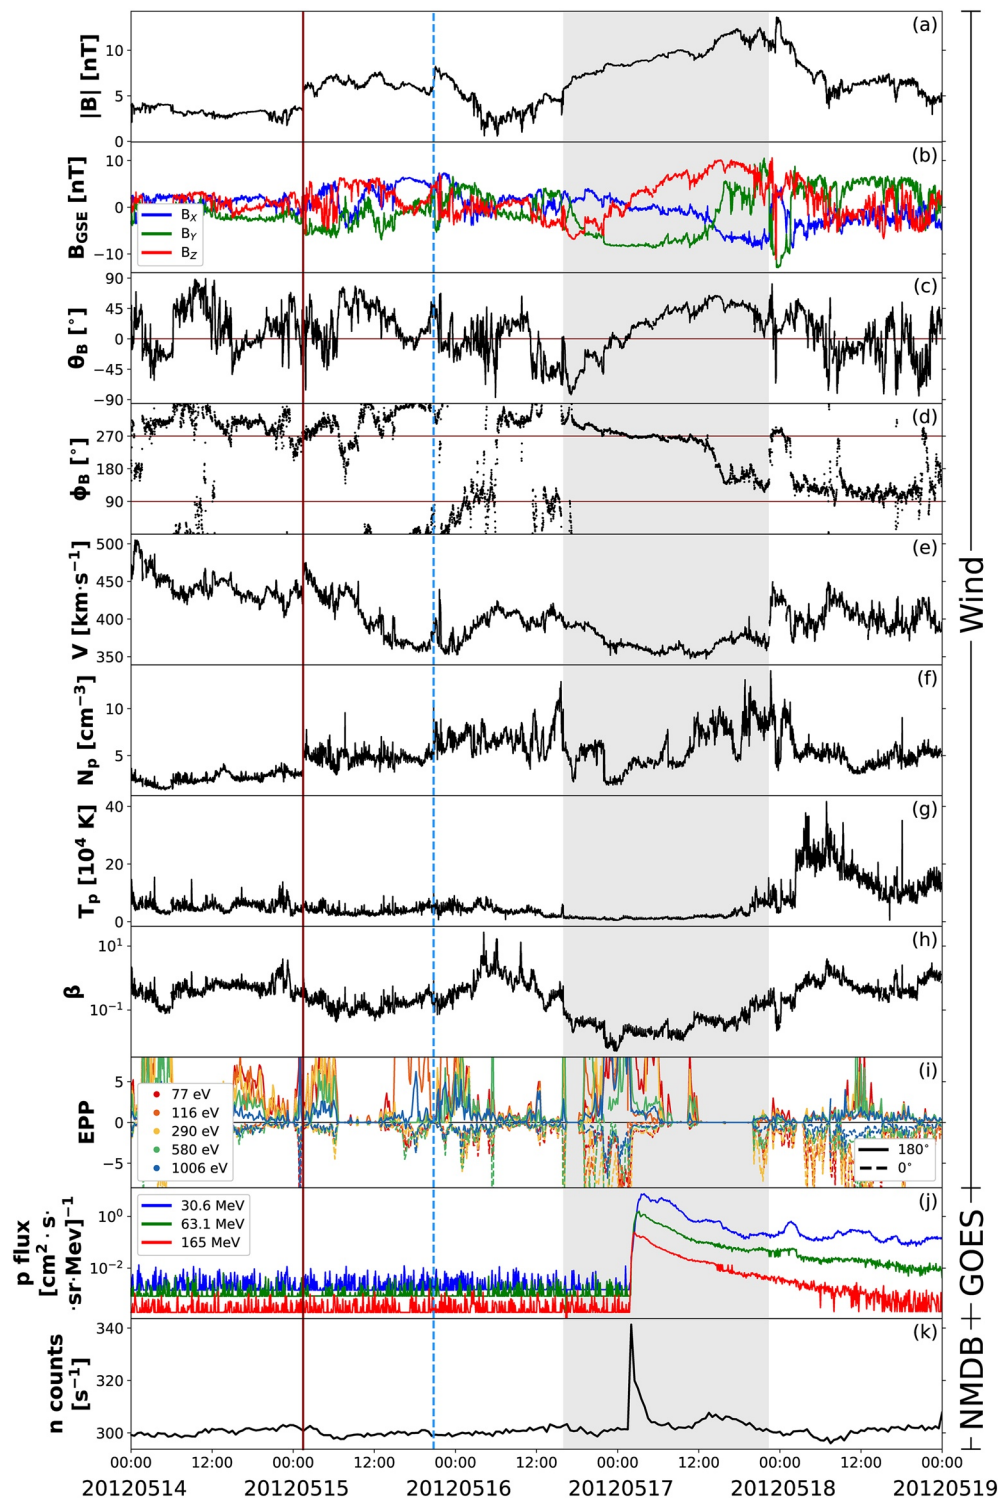 (a)
|B| [nT]
10
5
0
(b)
B_GSE [nT]
10
0
−10
B_X
B_Y
B_Z
(c)
θ_B [°]
90
45
0
−45
−90
(d)
ϕ_B [°]
270
180
90
(e)
V [km·s⁻¹]
500
450
400
350
(f)
N_p [cm⁻³]
10
5
(g)
T_p [10⁴ K]
40
20
0
(h)
β
10¹
10⁻¹
(i)
EPP
5
0
−5
77 eV
116 eV
290 eV
580 eV
1006 eV
180°
0°
(j)
p flux
[cm²·s·
·sr·Mev]⁻¹
10⁰
10⁻²
30.6 MeV
63.1 MeV
165 MeV
(k)
n counts
[s⁻¹]
340
320
300
00:00 12:00 00:00 12:00 00:00 12:00 00:00 12:00 00:00 12:00 00:00
20120514 20120515 20120516 20120517 20120518 20120519
Wind
GOES
NMDB